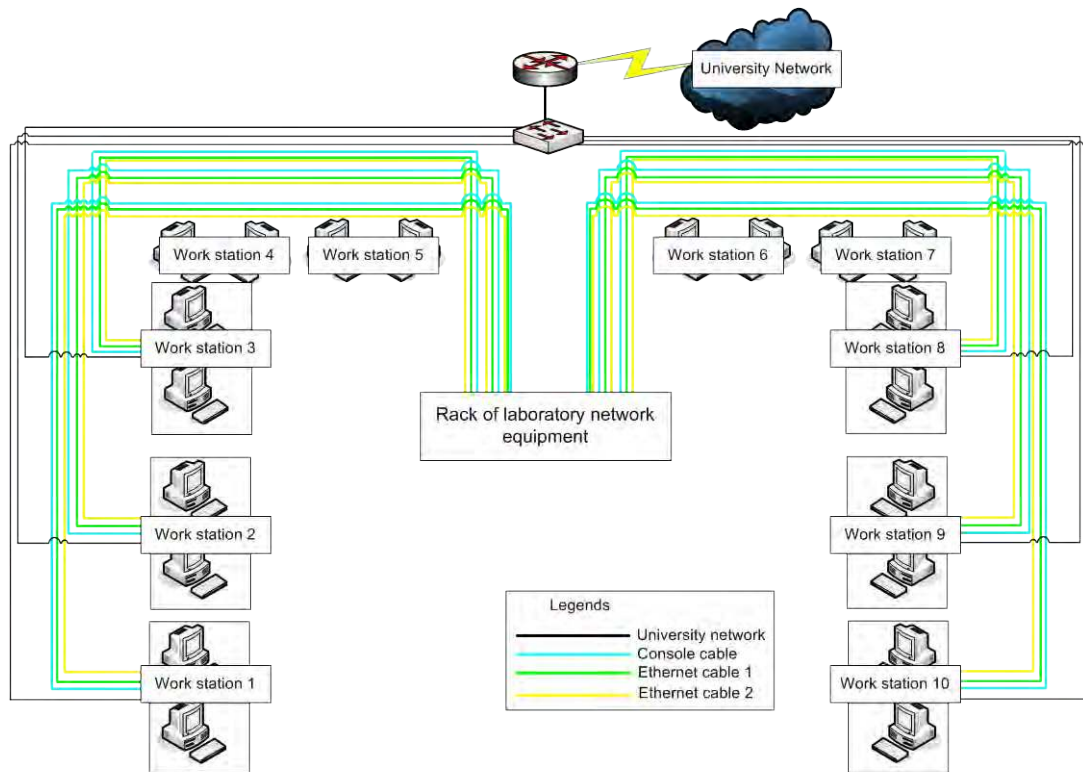 University Network
Work station 4
Work station 5
Work station 6
Work station 7
Work station 3
Work station 8
Rack of laboratory network
equipment
Work station 2
Work station 9
Legends
University network
Console cable
Ethernet cable 1
Ethernet cable 2
Work station 1
Work station 10